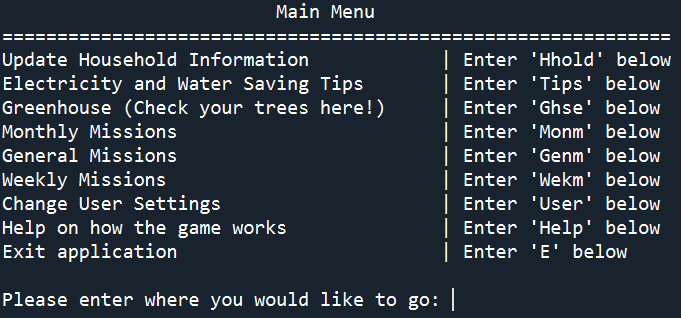 Main Menu
=============================================================
Update Household Information | Enter 'Hhold' below
Electricity and Water Saving Tips | Enter 'Tips' below
Greenhouse (Check your trees here!) | Enter 'Ghse' below
Monthly Missions | Enter 'Monm' below
General Missions | Enter 'Genm' below
Weekly Missions | Enter 'Wekm' below
Change User Settings | Enter 'User' below
Help on how the game works | Enter 'Help' below
Exit application | Enter 'E' below
Please enter where you would like to go: